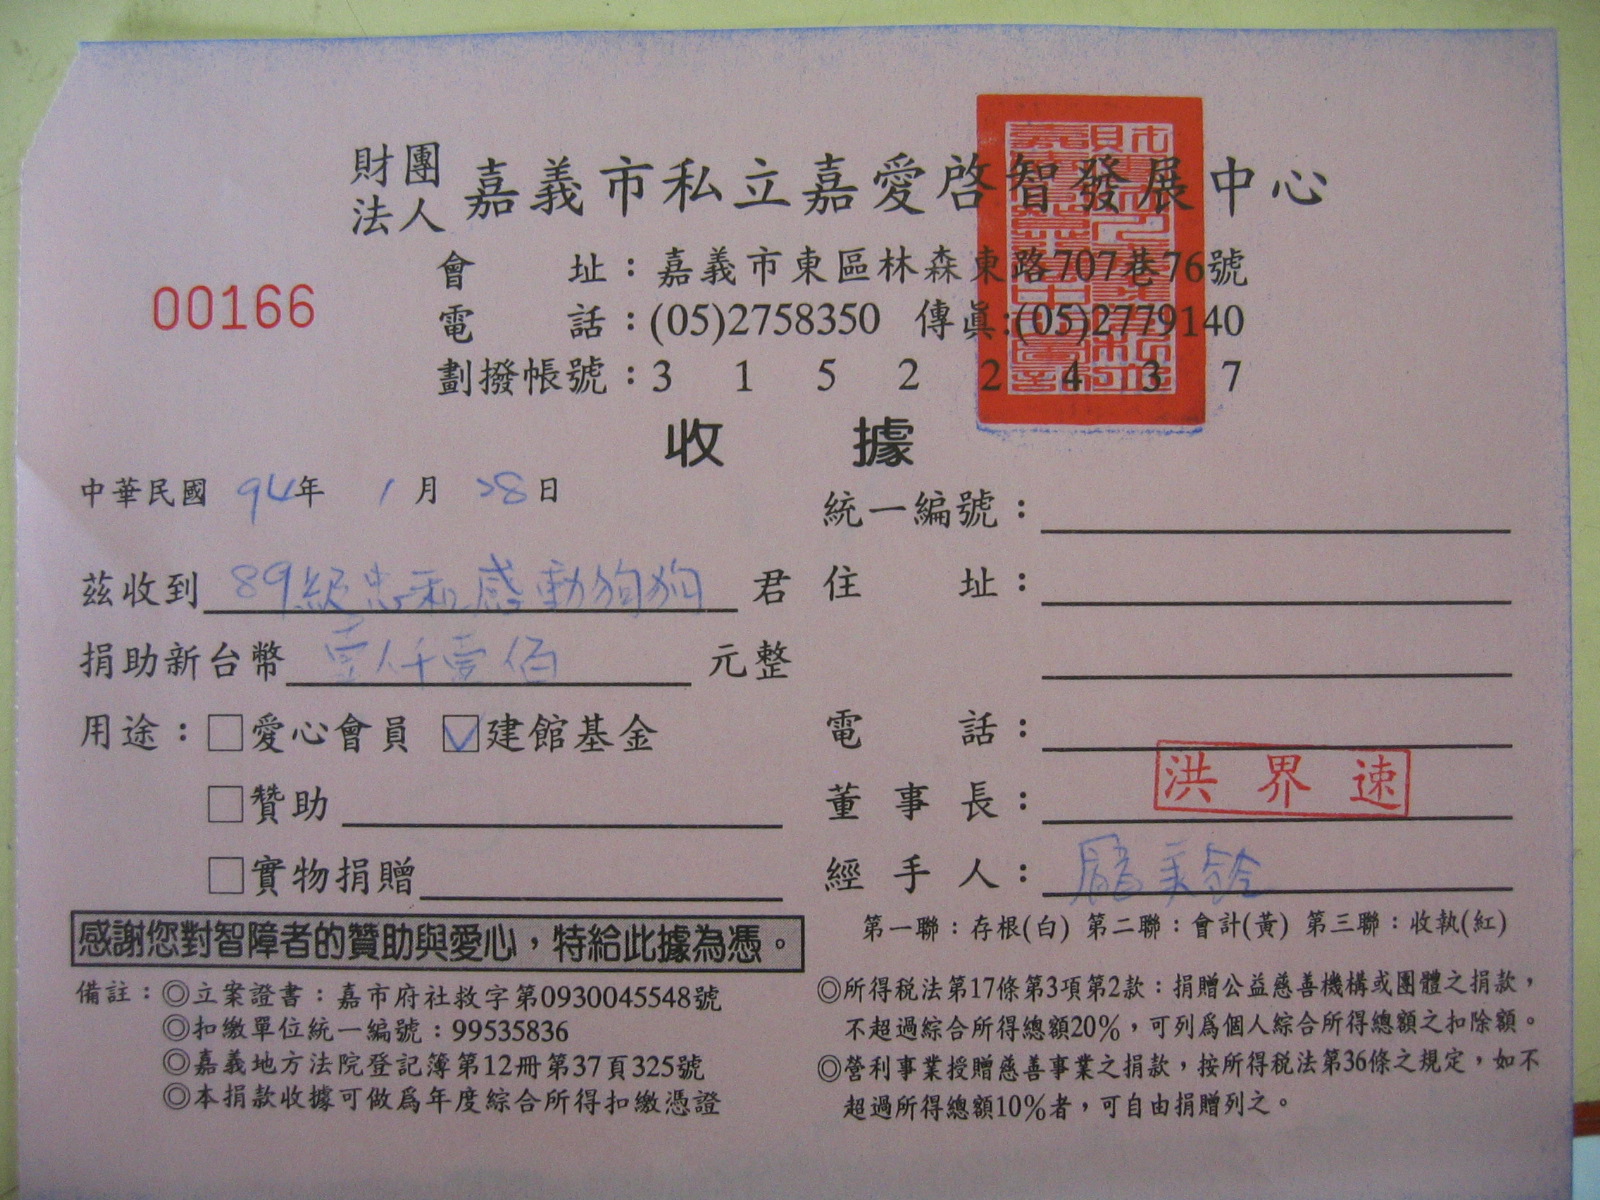 財團法人 嘉義市私立嘉愛啓智發展中心
會址：嘉義市東區林森東路707巷76號
00166
電話：(05)2758350 傳眞:(05)2779140
劃撥帳號：3 1 5 2 2 4 3 7
收據
中華民國 94年 1月 28日
統一編號：
茲收到 89級忠和感動狗狗 君
住址：
捐助新台幣 壹仟壹佰 元整
用途：□愛心會員 ☑建館基金
電話：
□贊助
董事長： 洪界速
□實物捐贈
經手人： 美鈴
感謝您對智障者的贊助與愛心，特給此據為憑。
第一聯：存根(白) 第二聯：會計(黃) 第三聯：收執(紅)
備註：◎立案證書：嘉市府社救字第0930045548號
◎扣繳單位統一編號：99535836
◎嘉義地方法院登記簿第12冊第37頁325號
◎本捐款收據可做爲年度綜合所得扣繳憑證
◎所得稅法第17條第3項第2款：捐贈公益慈善機構或團體之捐款，
不超過綜合所得總額20%，可列爲個人綜合所得總額之扣除額。
◎營利事業授贈慈善事業之捐款，按所得稅法第36條之規定，如不
超過所得總額10%者，可自由捐贈列之。